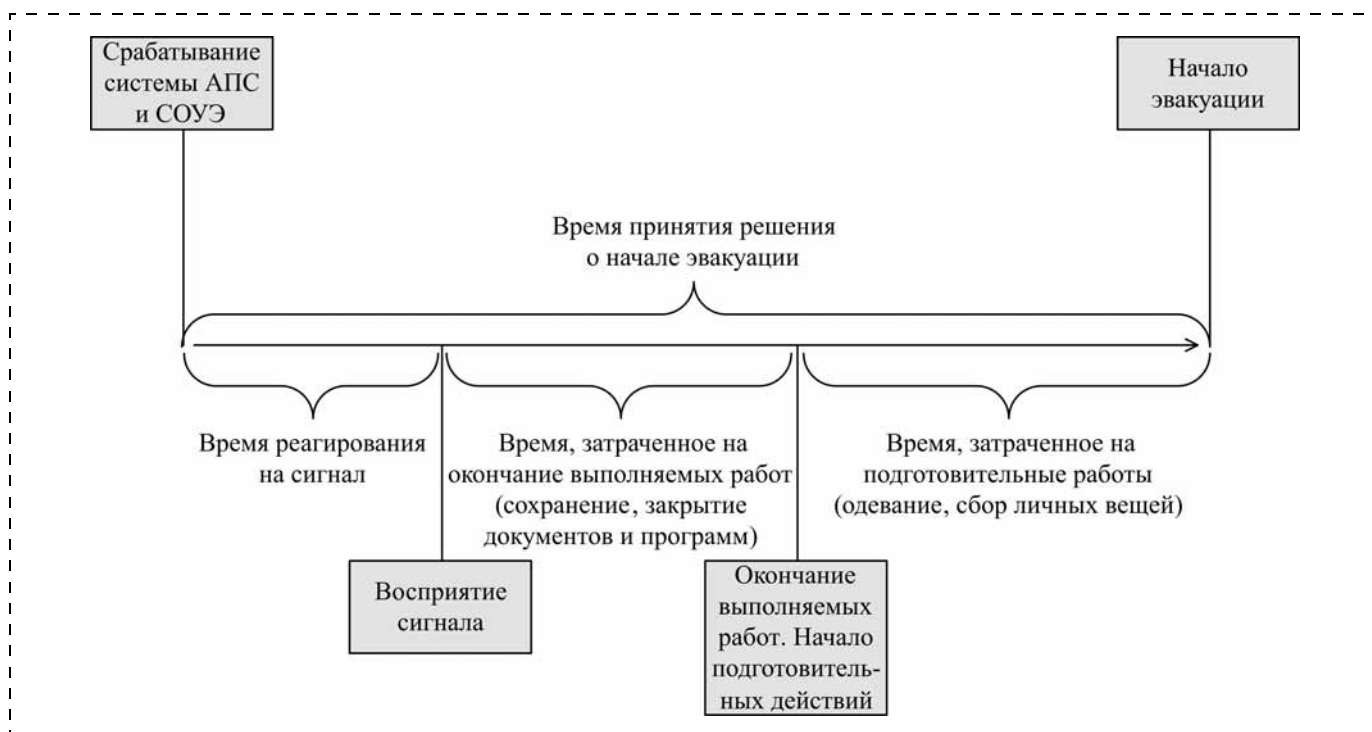 Срабатывание
системы АПС
и СОУЭ
Начало
эвакуации
Время принятия решения
о начале эвакуации
Время реагирования
на сигнал
Время, затраченное на
окончание выполняемых работ
(сохранение, закрытие
документов и программ)
Время, затраченное на
подготовительные работы
(одевание, сбор личных вещей)
Восприятие
сигнала
Окончание
выполняемых
работ. Начало
подготовитель-
ных действий